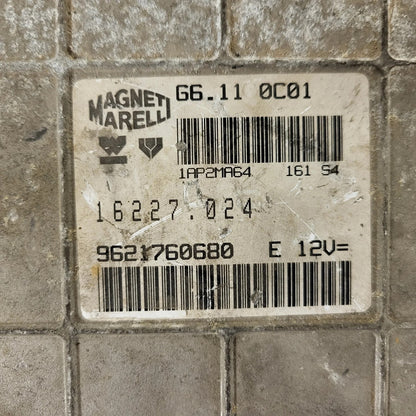 MAGNETI MARELLI
G6.11 0C01
1AP2MA64 161 S4
16227.024
9621760680 E 12V=